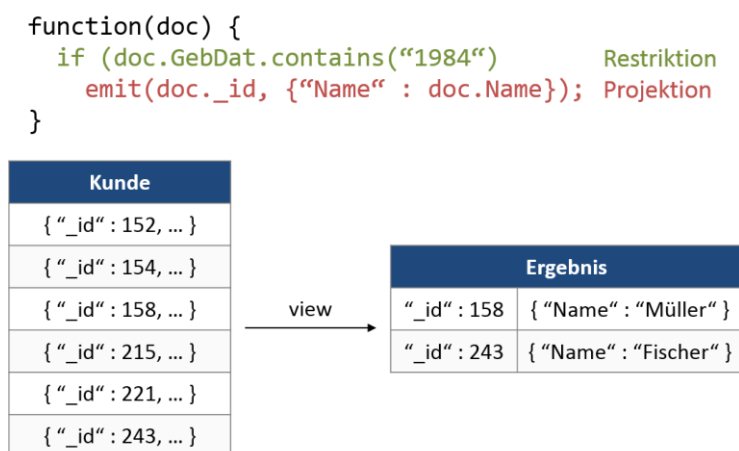 function(doc) {
if (doc.GebDat.contains(“1984“) Restriktion
emit(doc._id, {“Name“ : doc.Name}); Projektion
}
Kunde
{ “_id“ : 152, … }
{ “_id“ : 154, … }
{ “_id“ : 158, … }
{ “_id“ : 215, … }
{ “_id“ : 221, … }
{ “_id“ : 243, … }
view
Ergebnis
“_id“ : 158 { “Name“ : “Müller“ }
“_id“ : 243 { “Name“ : “Fischer“ }